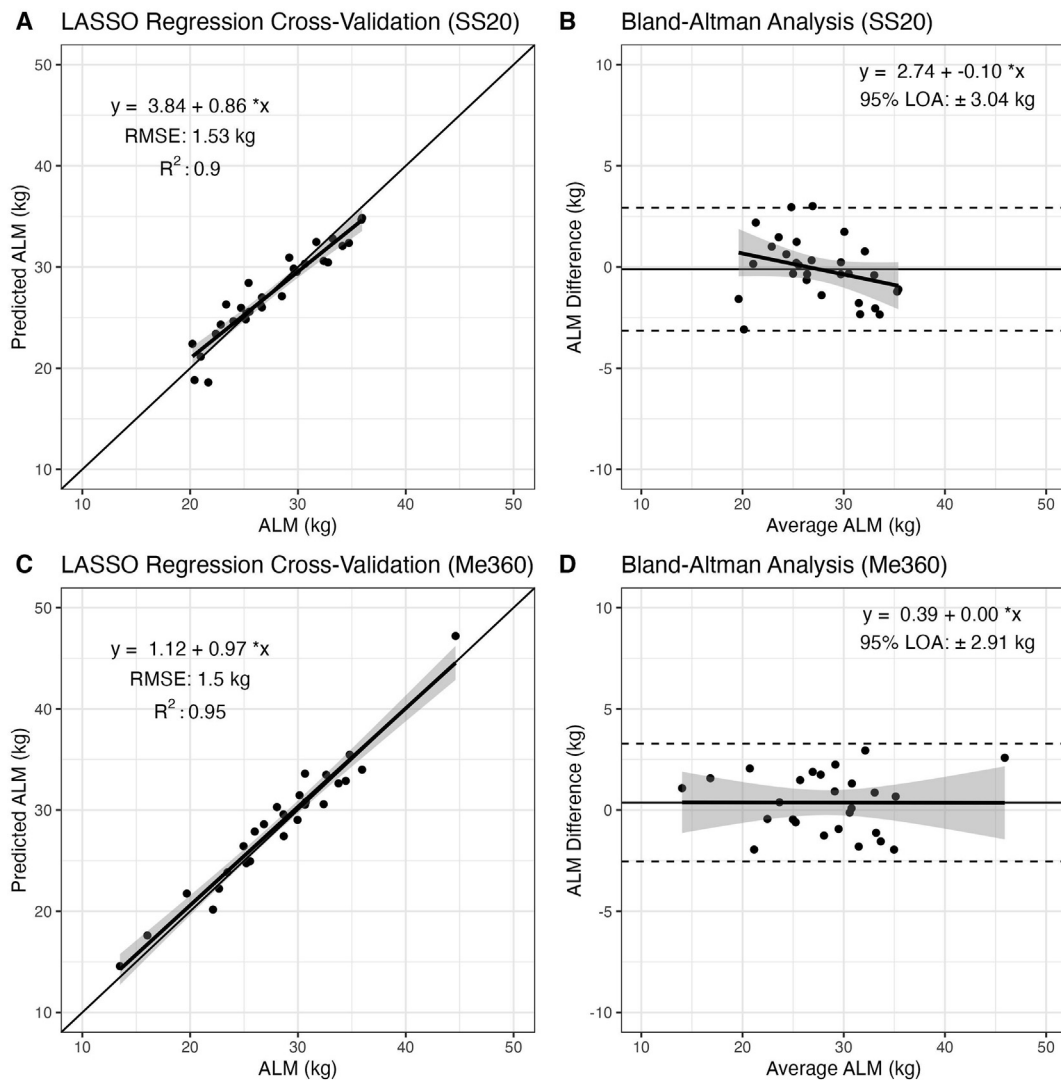 A LASSO Regression Cross-Validation (SS20)
50
40
30
20
10
y = 3.84 + 0.86 *x
RMSE: 1.53 kg
R²: 0.9
Predicted ALM (kg)
10 20 30 40 50
ALM (kg)
B Bland-Altman Analysis (SS20)
10
5
0
-5
-10
y = 2.74 + -0.10 *x
95% LOA: ± 3.04 kg
ALM Difference (kg)
10 20 30 40 50
Average ALM (kg)
C LASSO Regression Cross-Validation (Me360)
50
40
30
20
10
y = 1.12 + 0.97 *x
RMSE: 1.5 kg
R²: 0.95
Predicted ALM (kg)
10 20 30 40 50
ALM (kg)
D Bland-Altman Analysis (Me360)
10
5
0
-5
-10
y = 0.39 + 0.00 *x
95% LOA: ± 2.91 kg
ALM Difference (kg)
10 20 30 40 50
Average ALM (kg)